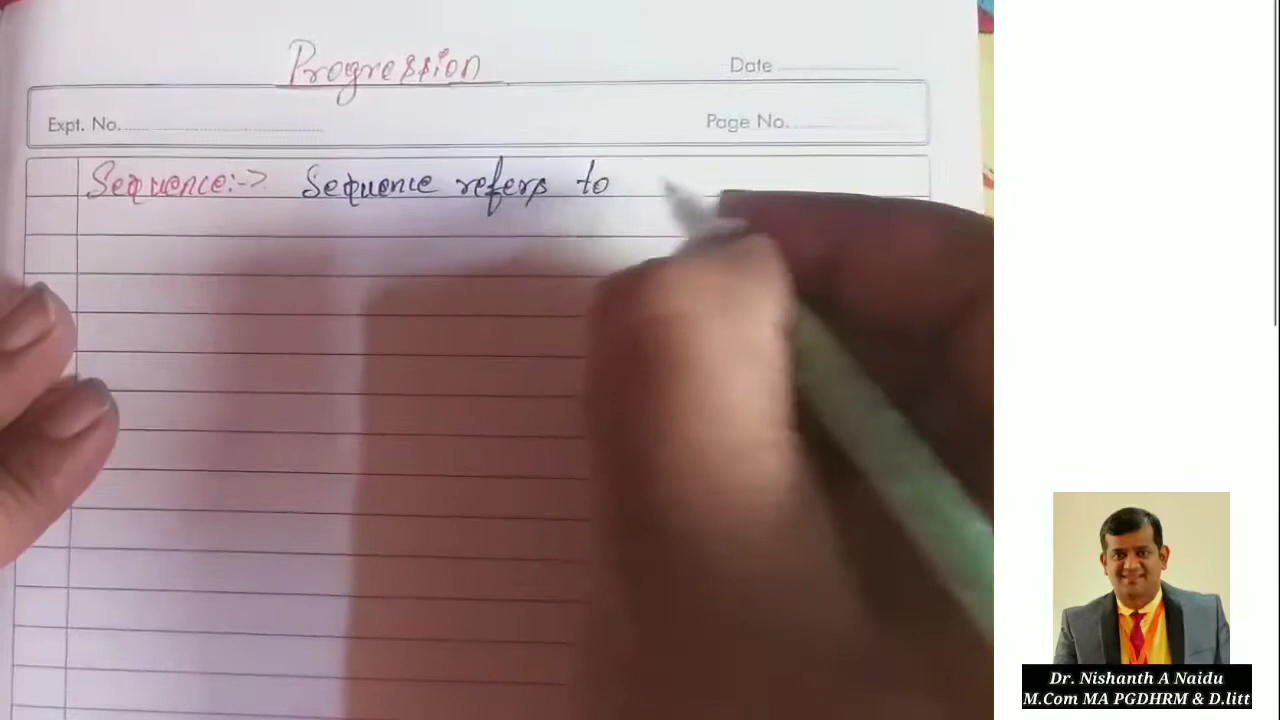 Progression
Date
Expt. No.
Page No.
Sequence:-> Sequence refers to
Dr. Nishanth A Naidu
M.Com MA PGDHRM & D.litt